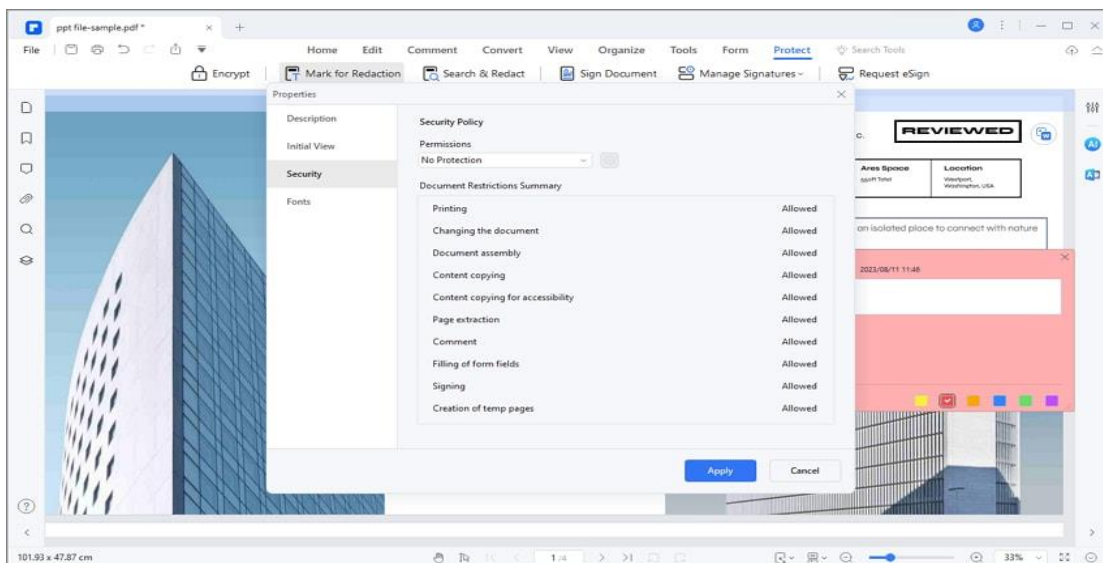 ppt file-sample.pdf *
File Home Edit Comment Convert View Organize Tools Form Protect Search Tools
Encrypt Mark for Redaction Search & Redact Sign Document Manage Signatures Request eSign
Properties
Description
Initial View
Security
Fonts
Security Policy
Permissions
No Protection
Document Restrictions Summary
Printing Allowed
Changing the document Allowed
Document assembly Allowed
Content copying Allowed
Content copying for accessibility Allowed
Page extraction Allowed
Comment Allowed
Filling of form fields Allowed
Signing Allowed
Creation of temp pages Allowed
Apply Cancel
c.
REVIEWED
Ares Space Location
Westport,
Washington, USA
an isolated place to connect with nature
2023/08/11 11:46
AI
101.93 x 47.87 cm 1 /4 33%